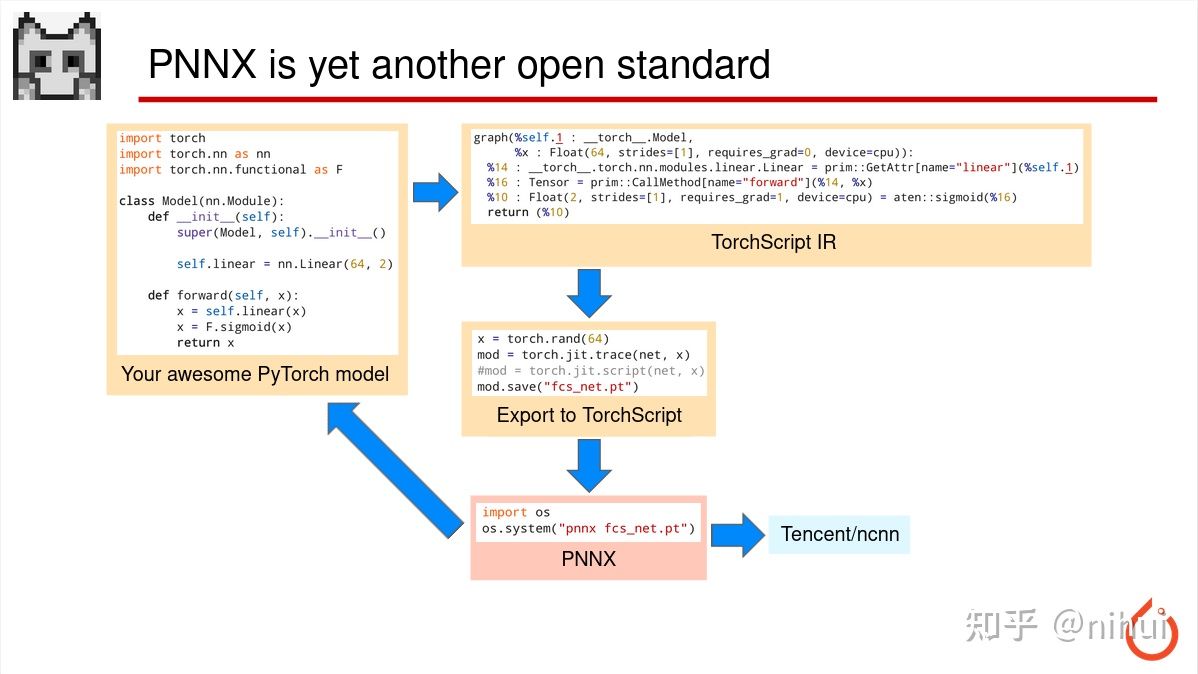 PNNX is yet another open standard
import torch
import torch.nn as nn
import torch.nn.functional as F
class Model(nn.Module):
    def __init__(self):
        super(Model, self).__init__()
        self.linear = nn.Linear(64, 2)
    def forward(self, x):
        x = self.linear(x)
        x = F.sigmoid(x)
        return x
Your awesome PyTorch model
graph(%self.1 : __torch__.Model,
      %x : Float(64, strides=[1], requires_grad=0, device=cpu)):
  %14 : __torch__.torch.nn.modules.linear.Linear = prim::GetAttr[name="linear"](%self.1)
  %16 : Tensor = prim::CallMethod[name="forward"](%14, %x)
  %10 : Float(2, strides=[1], requires_grad=1, device=cpu) = aten::sigmoid(%16)
  return (%10)
TorchScript IR
x = torch.rand(64)
mod = torch.jit.trace(net, x)
#mod = torch.jit.script(net, x)
mod.save("fcs_net.pt")
Export to TorchScript
import os
os.system("pnnx fcs_net.pt")
PNNX
Tencent/ncnn
知乎 @nihui